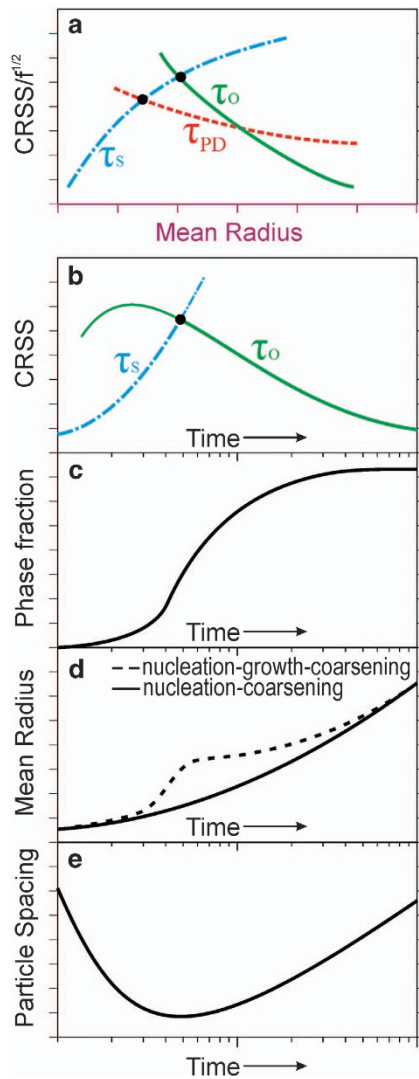 a
CRSS/f¹/²
τs
τPD
τo
Mean Radius
b
CRSS
τs
τo
Time
c
Phase fraction
Time
d
nucleation-growth-coarsening
nucleation-coarsening
Mean Radius
Time
e
Particle Spacing
Time